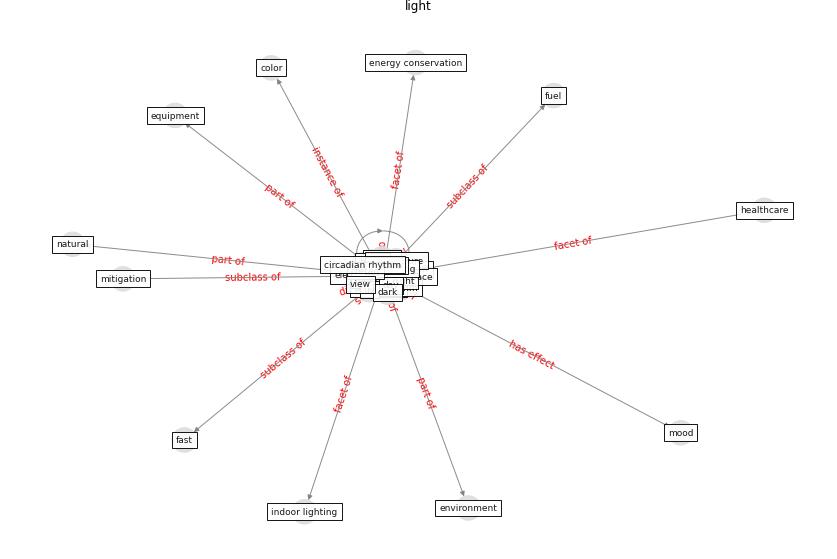 light
energy conservation
color
fuel
equipment
instance of
facet of
subclass of
part of
healthcare
facet of
natural
part of
circadian rhythm
mitigation
subclass of
view
dark
has effect
subclass of
facet of
part of
mood
fast
environment
indoor lighting